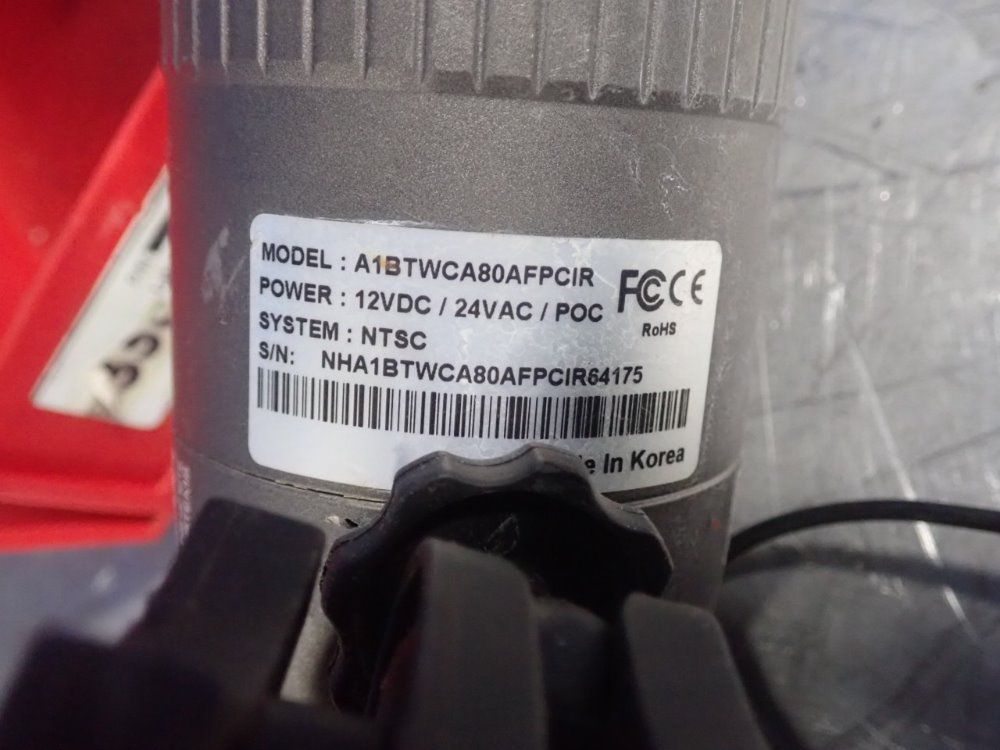 MODEL : A1BTWCA80AFPCIR
POWER : 12VDC / 24VAC / POC
SYSTEM : NTSC
S/N: NHA1BTWCA80AFPCIR64175
FC CE
RoHS
In Korea